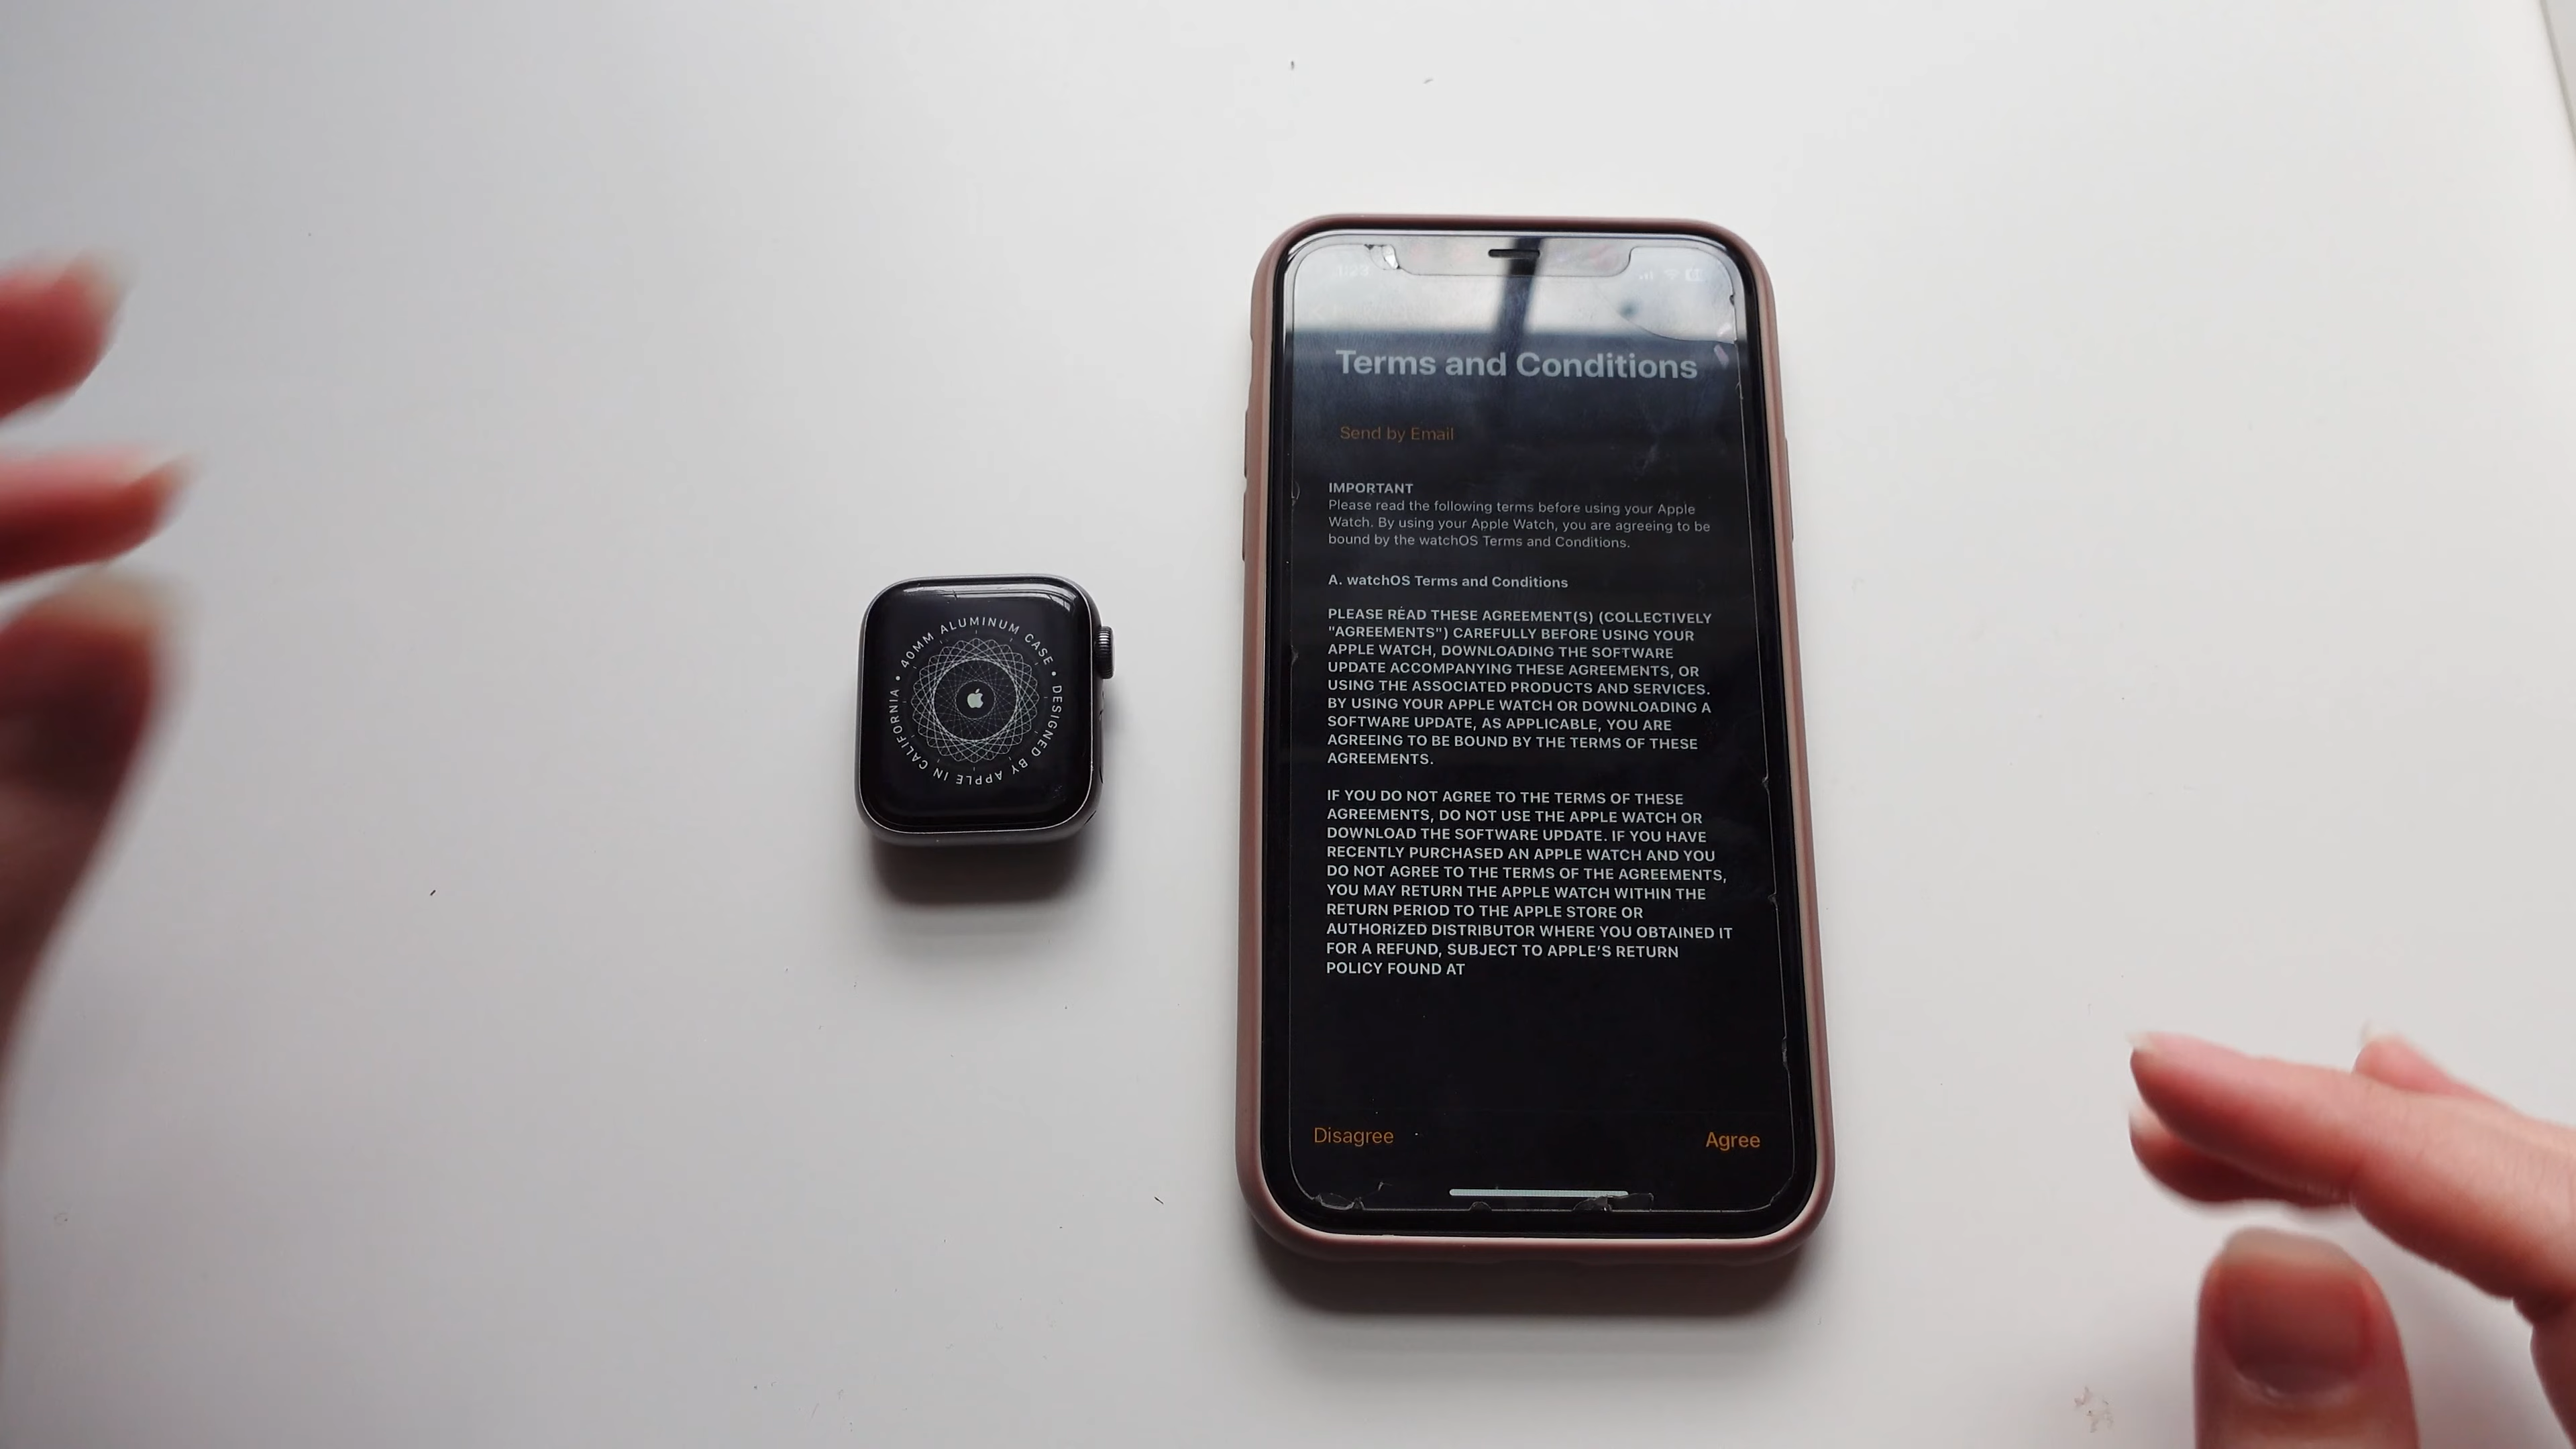 40MM ALUMINUM CASE • DESIGNED BY APPLE IN CALIFORNIA •
1:23
Terms and Conditions
Send by Email
IMPORTANT
Please read the following terms before using your Apple
Watch. By using your Apple Watch, you are agreeing to be
bound by the watchOS Terms and Conditions.
A. watchOS Terms and Conditions
PLEASE READ THESE AGREEMENT(S) (COLLECTIVELY
"AGREEMENTS") CAREFULLY BEFORE USING YOUR
APPLE WATCH, DOWNLOADING THE SOFTWARE
UPDATE ACCOMPANYING THESE AGREEMENTS, OR
USING THE ASSOCIATED PRODUCTS AND SERVICES.
BY USING YOUR APPLE WATCH OR DOWNLOADING A
SOFTWARE UPDATE, AS APPLICABLE, YOU ARE
AGREEING TO BE BOUND BY THE TERMS OF THESE
AGREEMENTS.
IF YOU DO NOT AGREE TO THE TERMS OF THESE
AGREEMENTS, DO NOT USE THE APPLE WATCH OR
DOWNLOAD THE SOFTWARE UPDATE. IF YOU HAVE
RECENTLY PURCHASED AN APPLE WATCH AND YOU
DO NOT AGREE TO THE TERMS OF THE AGREEMENTS,
YOU MAY RETURN THE APPLE WATCH WITHIN THE
RETURN PERIOD TO THE APPLE STORE OR
AUTHORIZED DISTRIBUTOR WHERE YOU OBTAINED IT
FOR A REFUND, SUBJECT TO APPLE'S RETURN
POLICY FOUND AT
Disagree
Agree